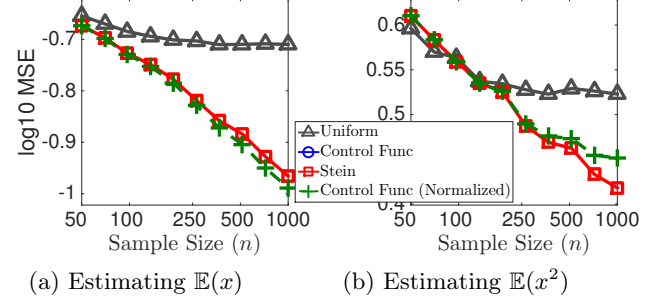 log10 MSE
-0.7
-0.8
-0.9
-1
50 100 250 500 1000
Sample Size (n)
0.6
0.55
0.5
0.4
50 100 250 500 1000
Sample Size (n)
Uniform
Control Func
Stein
Control Func (Normalized)
(a) Estimating 𝔼(x)
(b) Estimating 𝔼(x²)